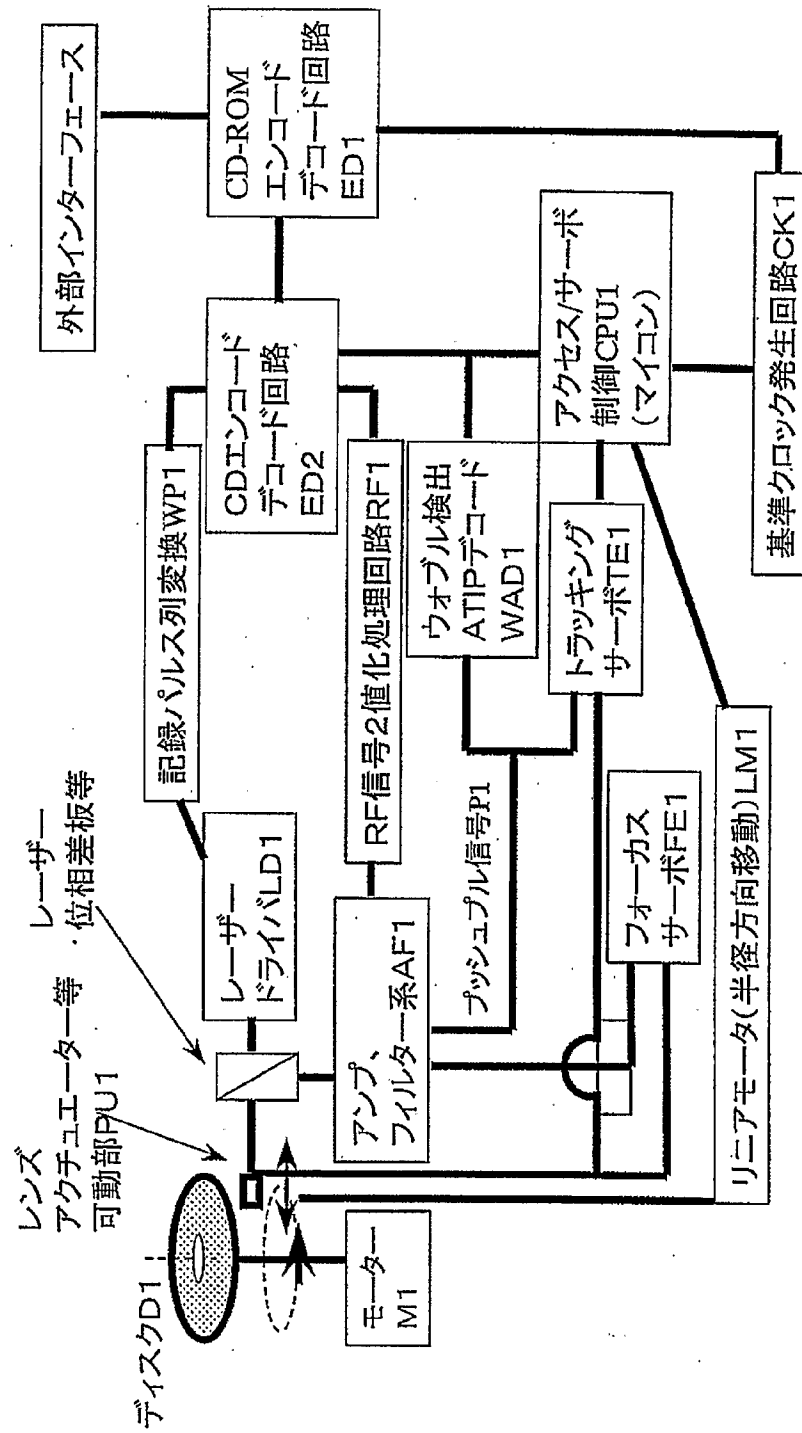 ディスクD1
レンズ
アクチュエーター等
可動部PU1
レーザー
・位相差板等
モーター
M1
レーザー
ドライバLD1
アンプ、
フィルター系AF1
記録パルス列変換WP1
RF信号2値化処理回路RF1
プッシュプル信号P1
ウォブル検出
ATIPデコード
WAD1
トラッキング
サーボTE1
フォーカス
サーボFE1
リニアモータ(半径方向移動)LM1
CDエンコード
デコード回路
ED2
外部インターフェース
CD-ROM
エンコード
デコード回路
ED1
アクセス/サーボ
制御CPU1
(マイコン)
基準クロック発生回路CK1